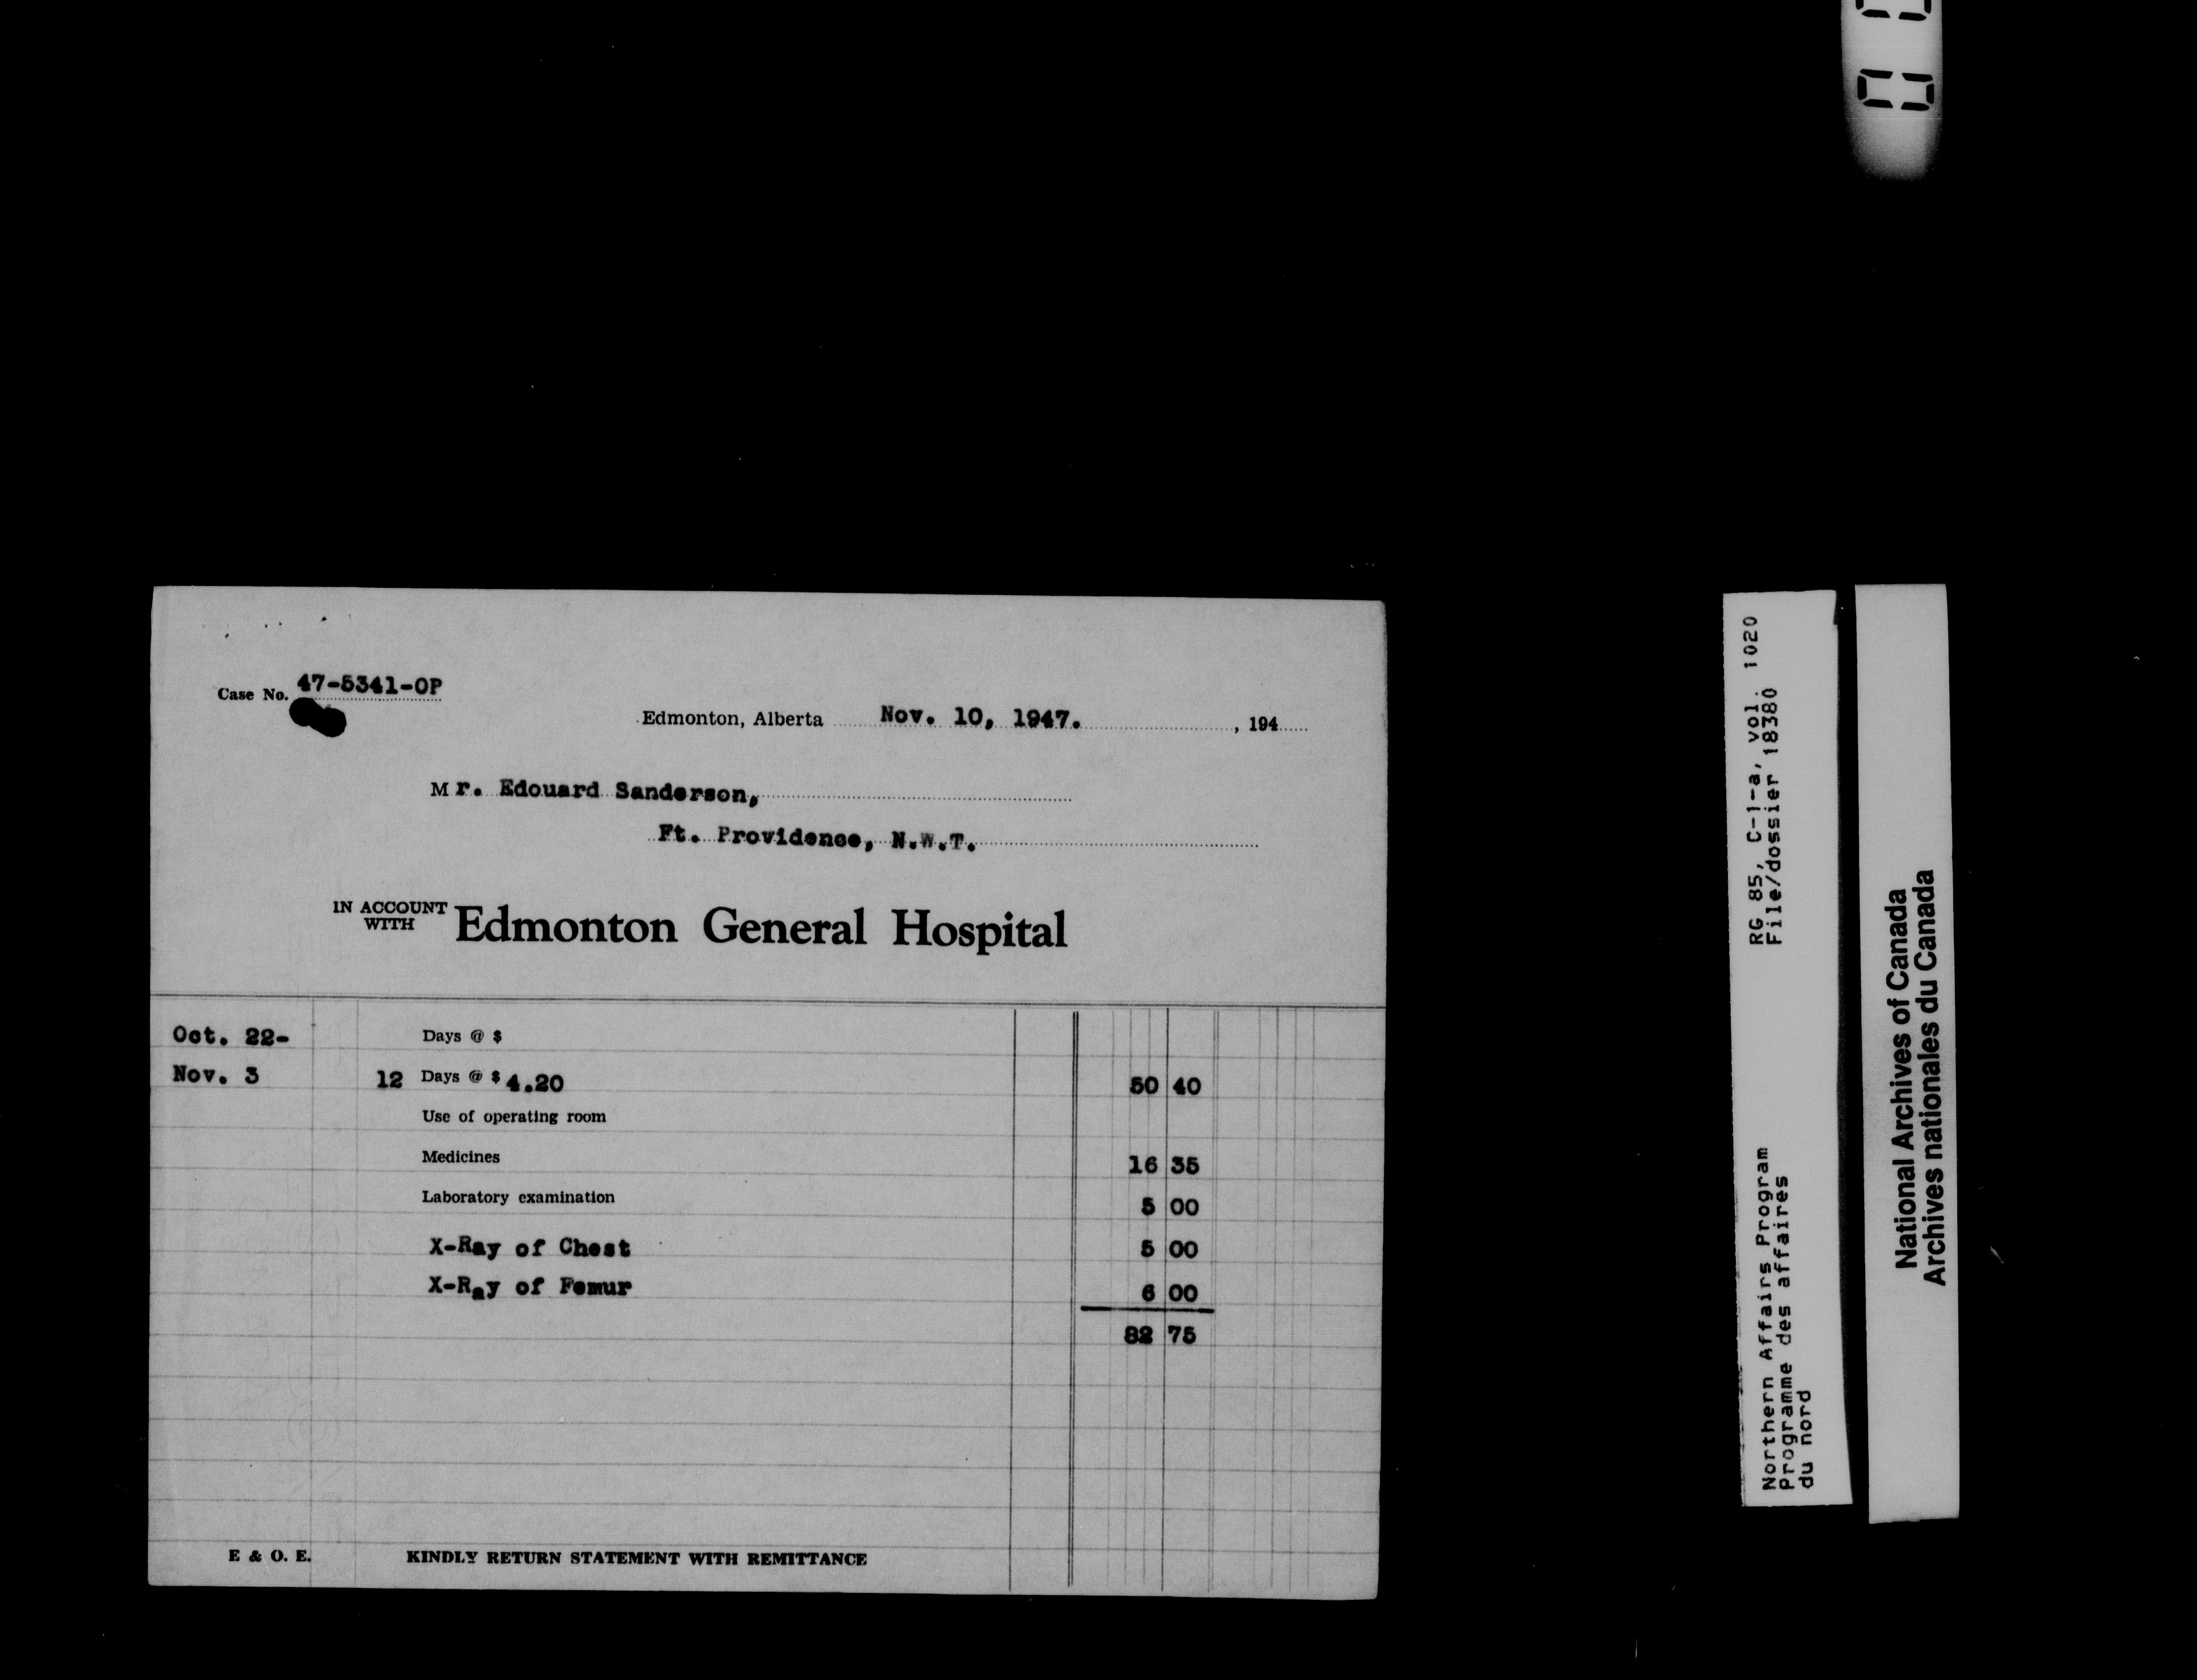 Case No. 47-5341-OP
Edmonton, Alberta Nov. 10, 1947. , 194
Mr. Edouard Sanderson,
Ft. Providence, N.W.T.
IN ACCOUNT WITH Edmonton General Hospital
Oct. 22- Days @ $
Nov. 3 12 Days @ $ 4.20 50 40
Use of operating room
Medicines 16 35
Laboratory examination 5 00
X-Ray of Chest 5 00
X-Ray of Femur 6 00
82 75
E & O. E. KINDLY RETURN STATEMENT WITH REMITTANCE
Northern Affairs Program RG 85, C-1-a, vol. 1020
Programme des affaires File/dossier 18380
du nord
National Archives of Canada
Archives nationales du Canada